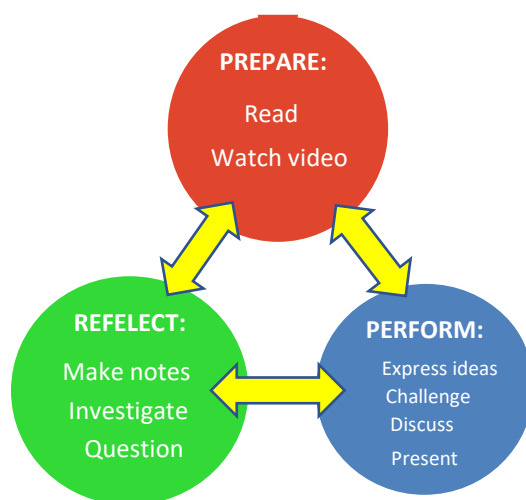 PREPARE:
Read
Watch video
REFELECT:
Make notes
Investigate
Question
PERFORM:
Express ideas
Challenge
Discuss
Present